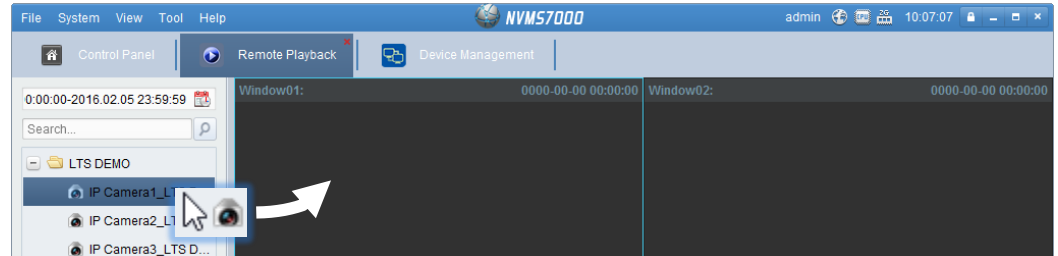 File System View Tool Help NVMS7000 admin 10:07:07
Control Panel Remote Playback Device Management
0:00:00-2016.02.05 23:59:59
Window01: 0000-00-00 00:00:00 Window02: 0000-00-00 00:00:00
Search...
LTS DEMO
IP Camera1_LT
IP Camera2_LT
IP Camera3_LTS D...